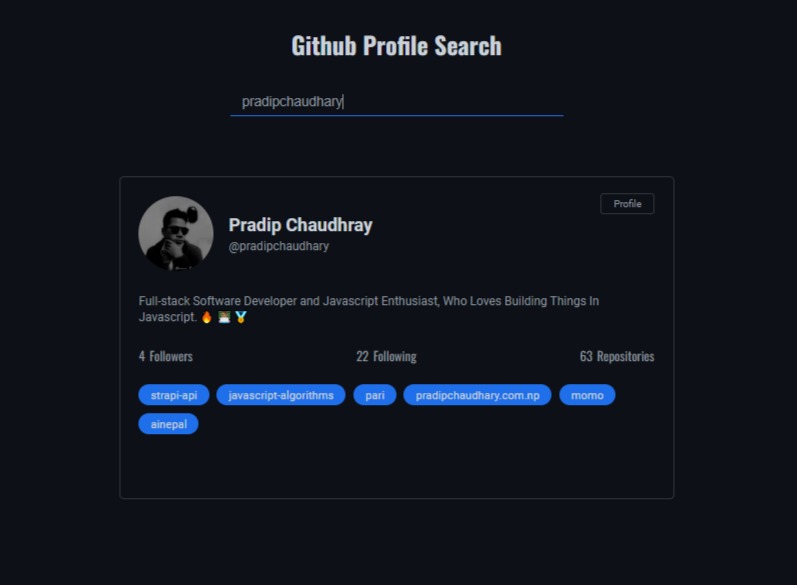 Github Profile Search
pradipchaudhary
Profile
Pradip Chaudhray
@pradipchaudhary
Full-stack Software Developer and Javascript Enthusiast, Who Loves Building Things In
Javascript. 🔥 👨🏻‍💻 🏅
4 Followers 22 Following 63 Repositories
strapi-api javascript-algorithms pari pradipchaudhary.com.np momo
ainepal